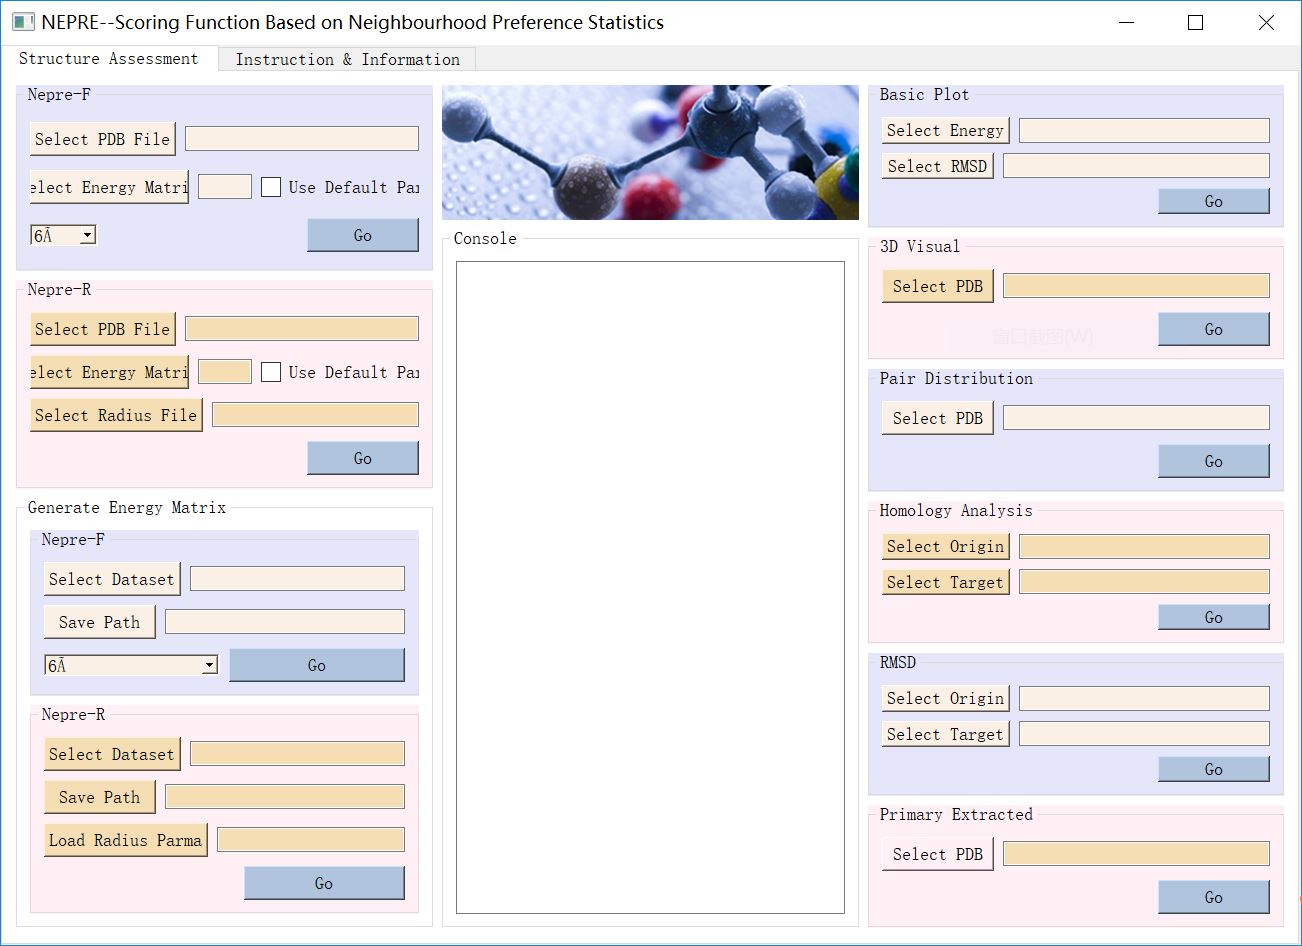 NEPRE--Scoring Function Based on Neighbourhood Preference Statistics
Structure Assessment
Instruction & Information
Nepre-F
Select PDB File
elect Energy Matri
Use Default Par
6Ã
Go
Nepre-R
Select PDB File
elect Energy Matri
Use Default Par
Select Radius File
Go
Generate Energy Matrix
Nepre-F
Select Dataset
Save Path
6Ã
Go
Nepre-R
Select Dataset
Save Path
Load Radius Parma
Go
Console
Basic Plot
Select Energy
Select RMSD
Go
3D Visual
Select PDB
窗口截图(W)
Go
Pair Distribution
Select PDB
Go
Homology Analysis
Select Origin
Select Target
Go
RMSD
Select Origin
Select Target
Go
Primary Extracted
Select PDB
Go